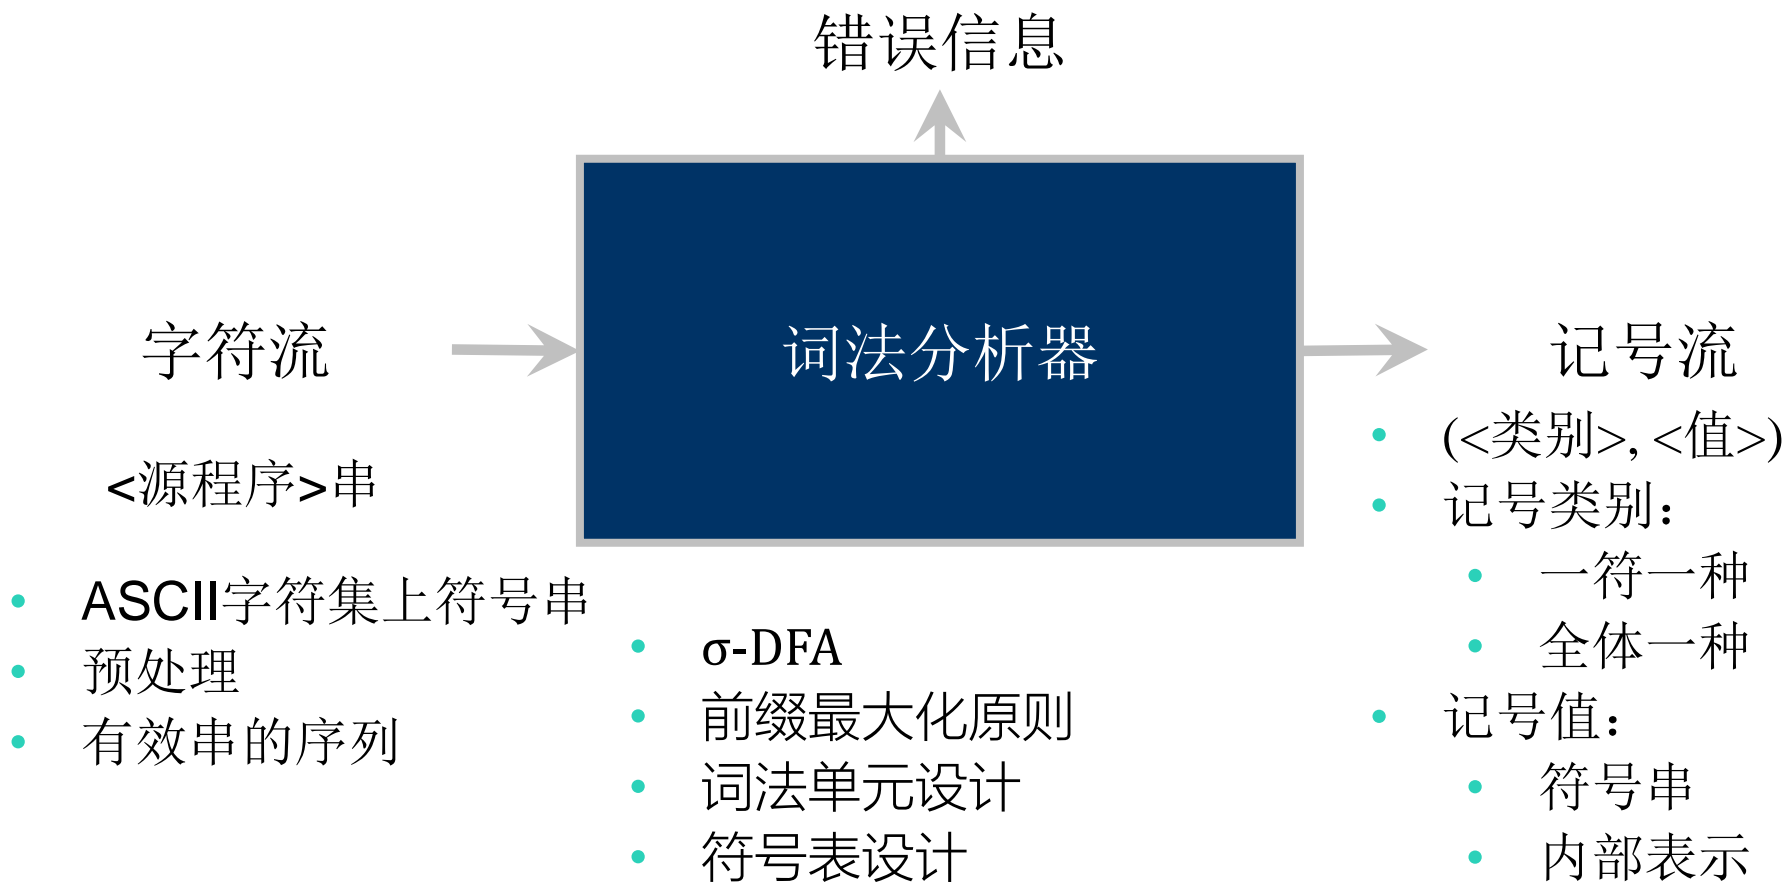 错误信息
字符流
词法分析器
记号流
<源程序>串
ASCII字符集上符号串
预处理
有效串的序列
σ-DFA
前缀最大化原则
词法单元设计
符号表设计
(<类别>, <值>)
记号类别：
一符一种
全体一种
记号值：
符号串
内部表示